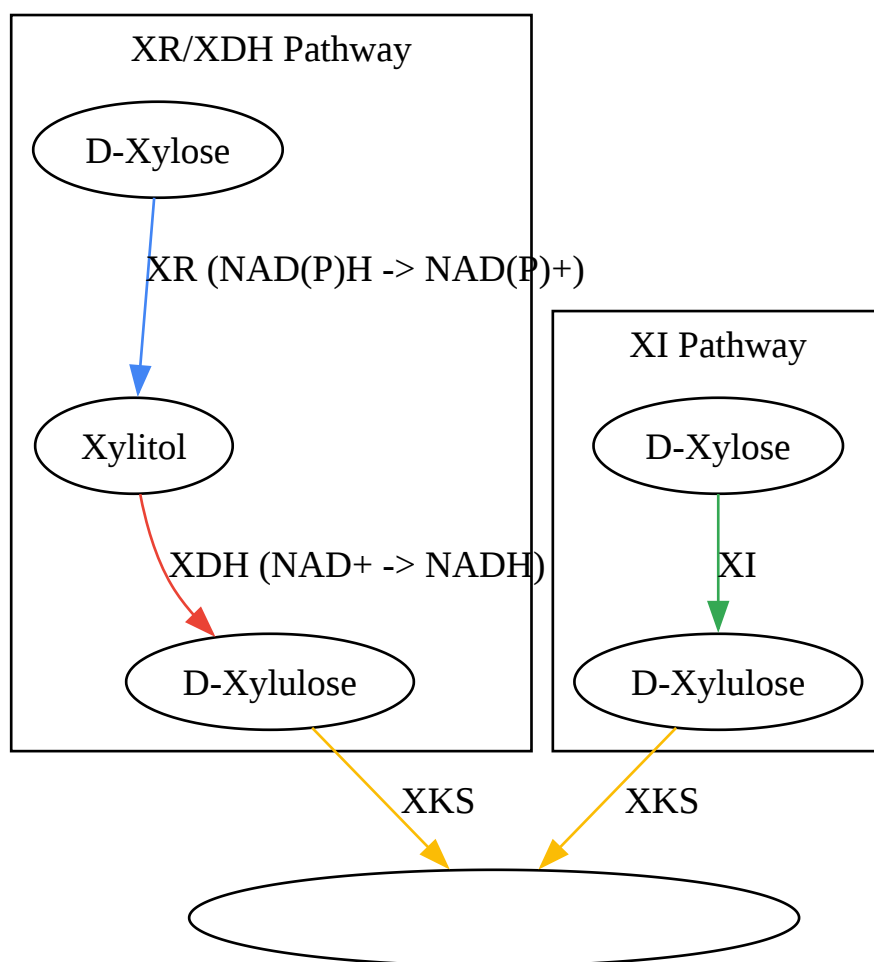 XR/XDH Pathway
D-Xylose
XR (NAD(P)H -> NAD(P)+)
XI Pathway
Xylitol
D-Xylose
XDH (NAD+ -> NADH)
XI
D-Xylulose
D-Xylulose
XKS
XKS